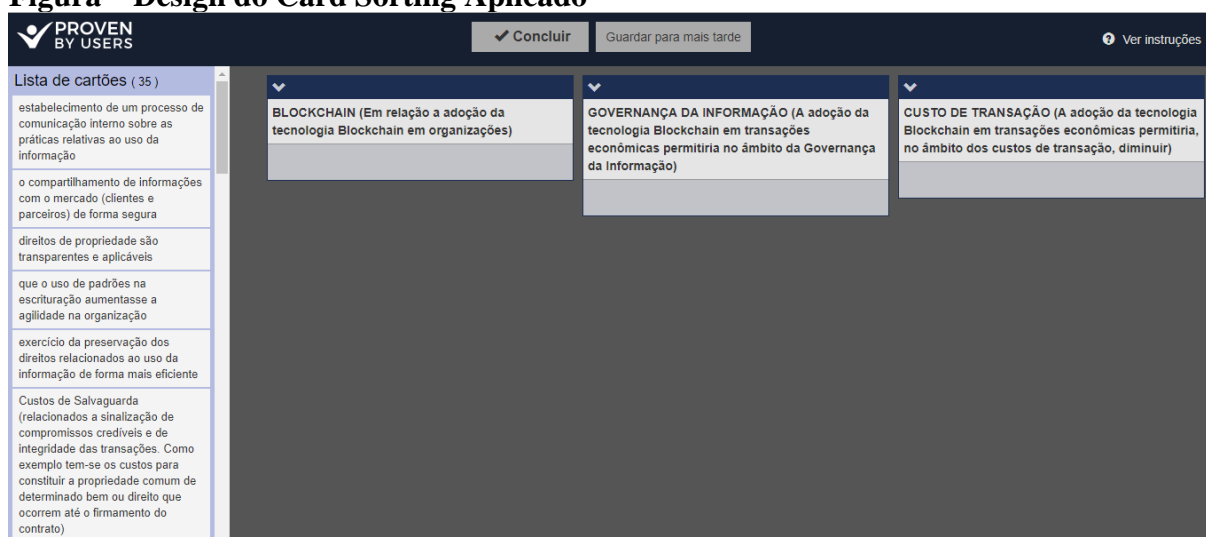 Figura – Design do Card Sorting Aplicado
PROVEN
BY USERS
Concluir
Guardar para mais tarde
Ver instruções
Lista de cartões ( 35 )
estabelecimento de um processo de
comunicação interno sobre as
práticas relativas ao uso da
informação
o compartilhamento de informações
com o mercado (clientes e
parceiros) de forma segura
direitos de propriedade são
transparentes e aplicáveis
que o uso de padrões na
escrituração aumentasse a
agilidade na organização
exercício da preservação dos
direitos relacionados ao uso da
informação de forma mais eficiente
Custos de Salvaguarda
(relacionados a sinalização de
compromissos credíveis e de
integridade das transações. Como
exemplo tem-se os custos para
constituir a propriedade comum de
determinado bem ou direito que
ocorrem até o firmamento do
contrato)
BLOCKCHAIN (Em relação a adoção da
tecnologia Blockchain em organizações)
GOVERNANÇA DA INFORMAÇÃO (A adoção da
tecnologia Blockchain em transações
econômicas permitiria no âmbito da Governança
da Informação)
CUSTO DE TRANSAÇÃO (A adoção da tecnologia
Blockchain em transações econômicas permitiria,
no âmbito dos custos de transação, diminuir)